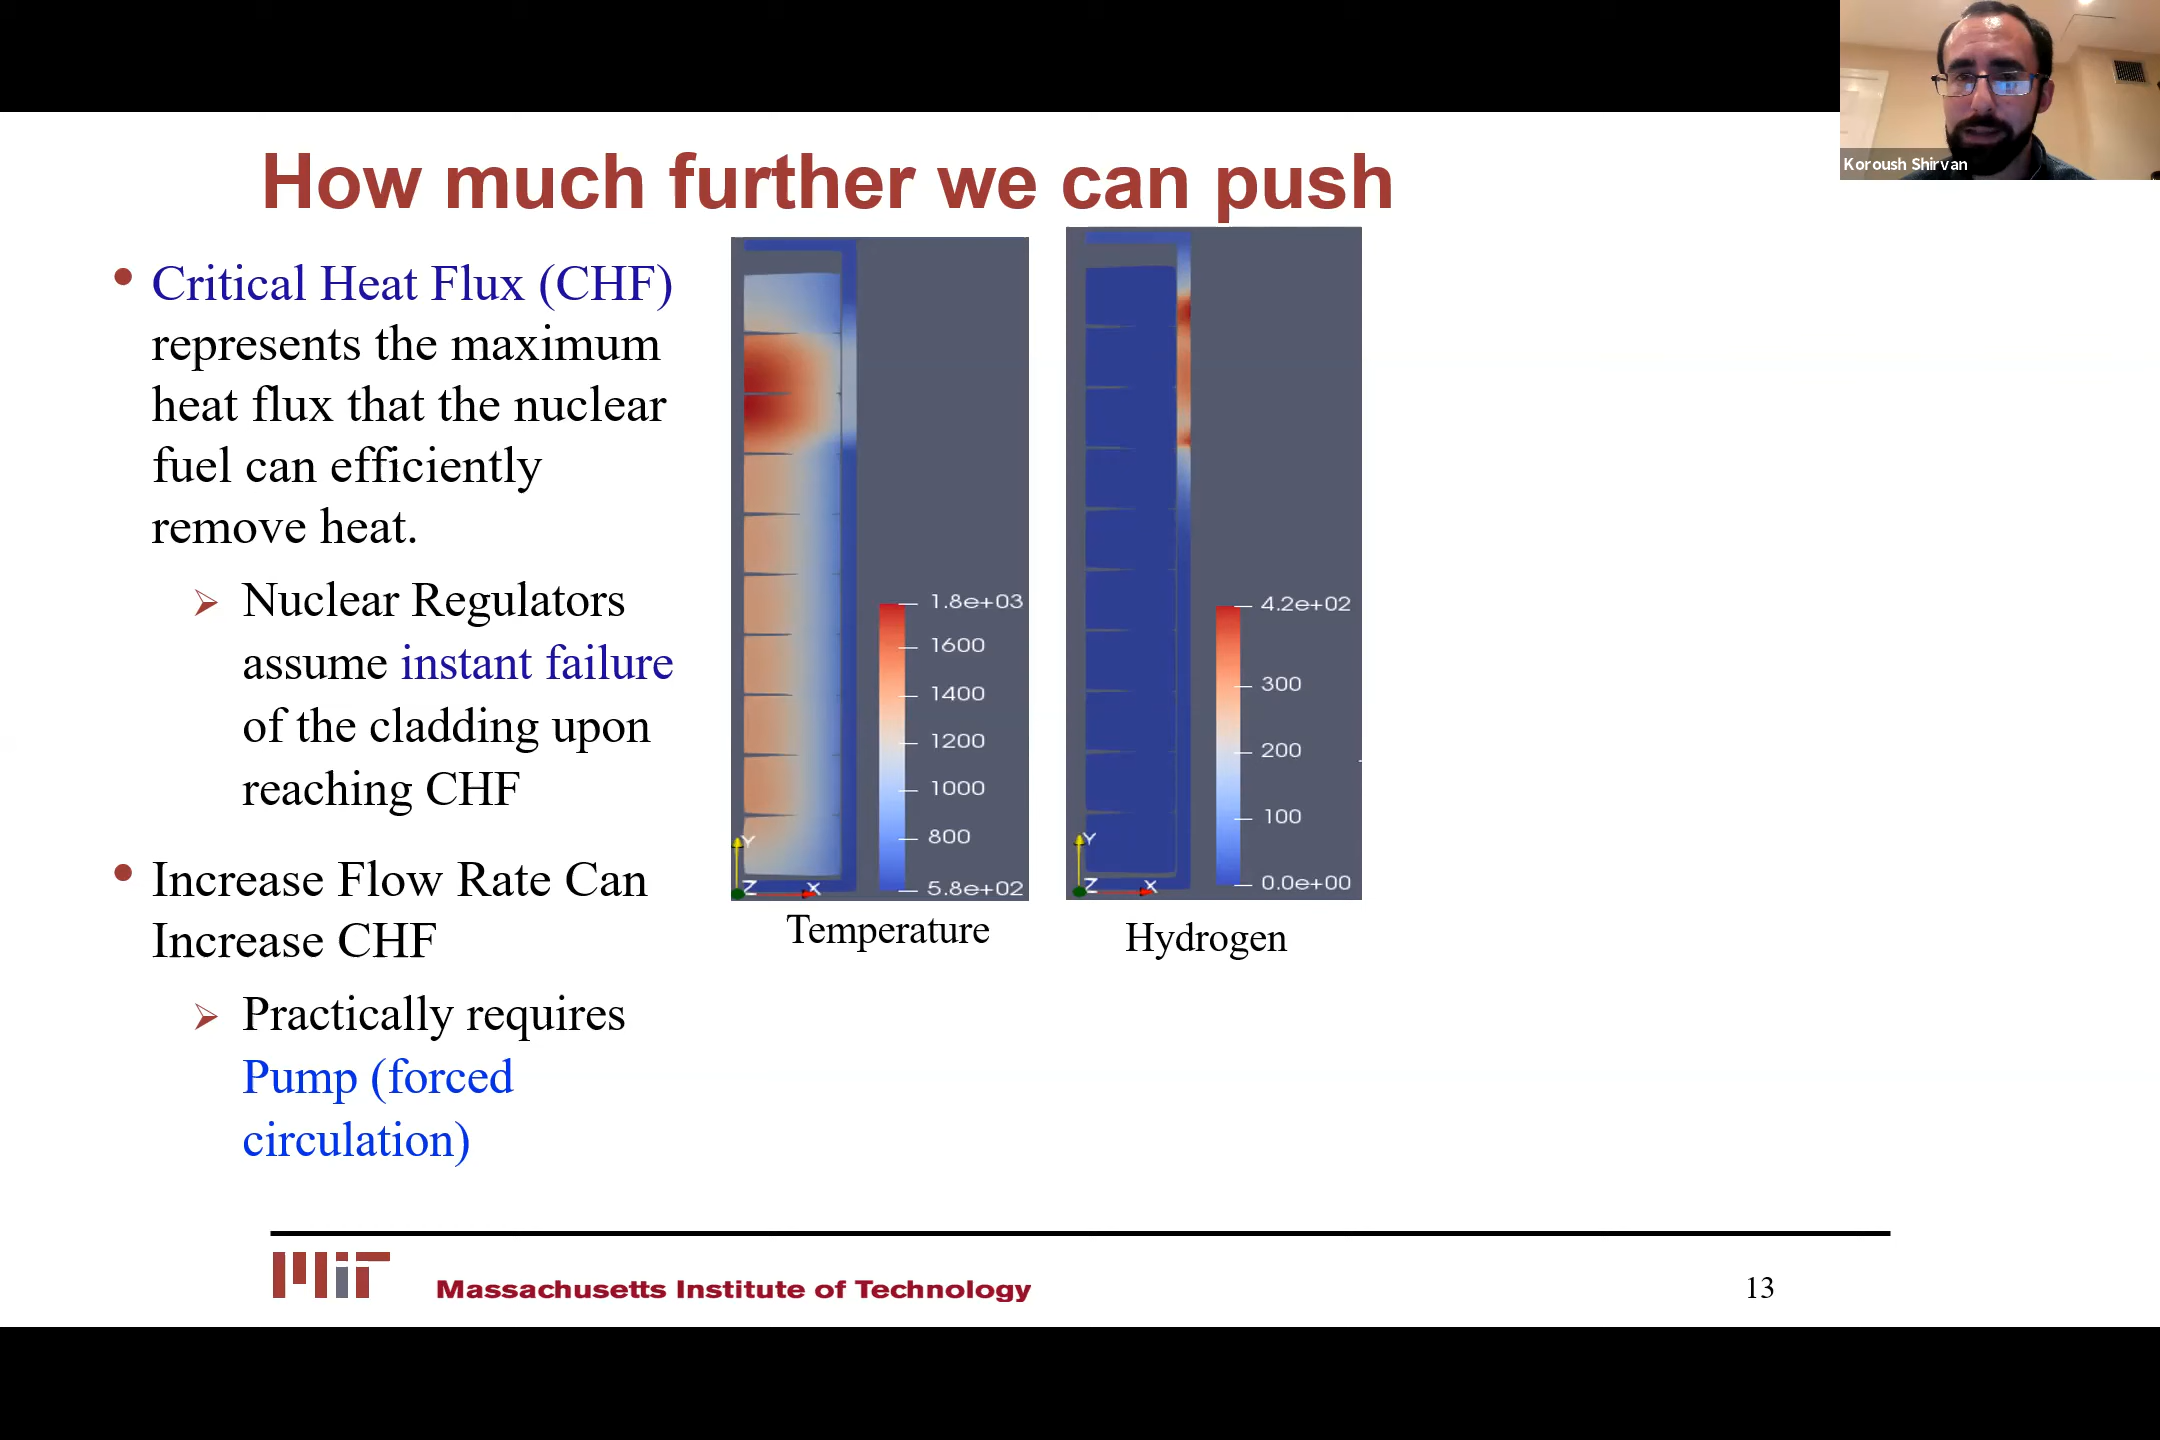 Koroush Shirvan
How much further we can push
• Critical Heat Flux (CHF)
represents the maximum
heat flux that the nuclear
fuel can efficiently
remove heat.
➢ Nuclear Regulators
assume instant failure
of the cladding upon
reaching CHF
• Increase Flow Rate Can
Increase CHF
➢ Practically requires
Pump (forced
circulation)
1.8e+03
1600
1400
1200
1000
800
5.8e+02
Y
Z
X
Temperature
4.2e+02
300
200
100
0.0e+00
Y
Z
X
Hydrogen
MIT
Massachusetts Institute of Technology
13